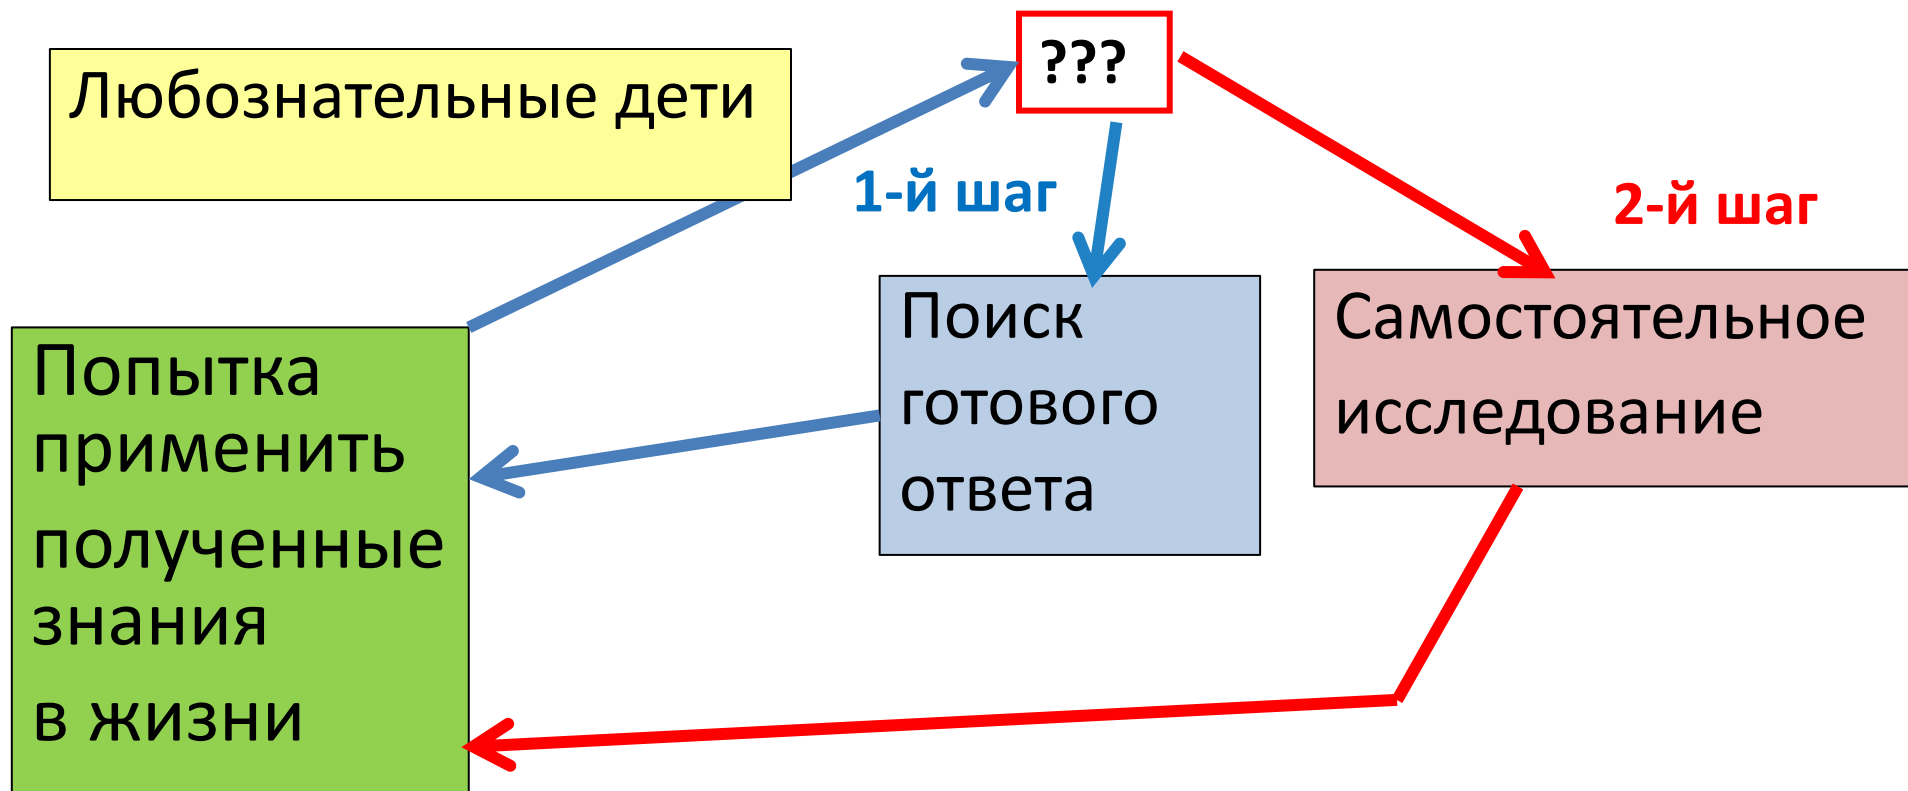 Любознательные дети
???
1-й шаг
2-й шаг
Попытка
применить
полученные
знания
в жизни
Поиск
готового
ответа
Самостоятельное
исследование